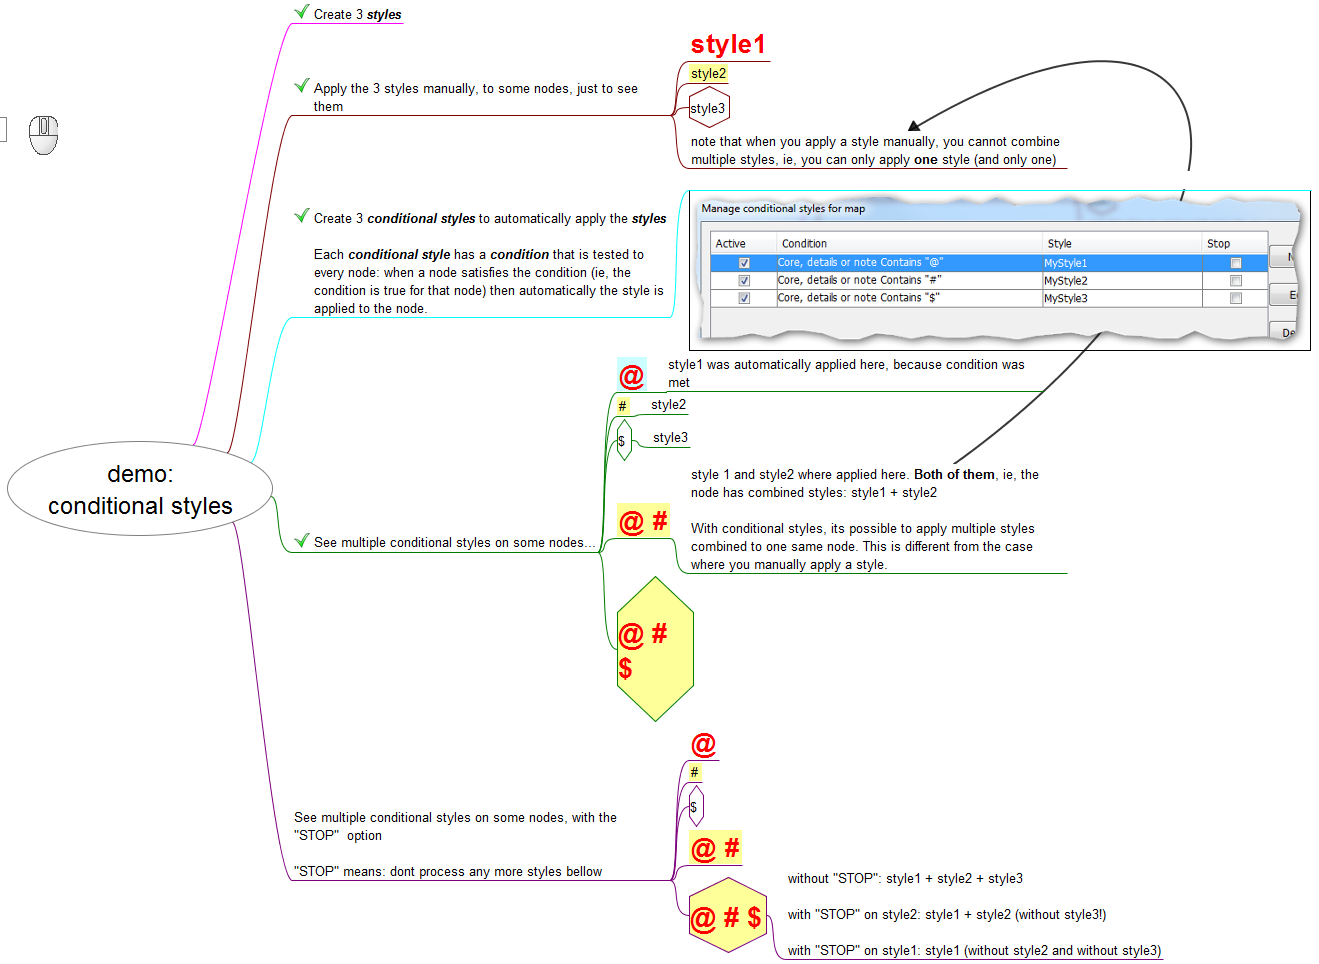 Create 3 styles
Apply the 3 styles manually, to some nodes, just to see
them
style1
style2
style3
note that when you apply a style manually, you cannot combine
multiple styles, ie, you can only apply one style (and only one)
Create 3 conditional styles to automatically apply the styles
Each conditional style has a condition that is tested to
every node: when a node satisfies the condition (ie, the
condition is true for that node) then automatically the style is
applied to the node.
Manage conditional styles for map
Active Condition Style Stop
Core, details or note Contains "@" MyStyle1
Core, details or note Contains "#" MyStyle2
Core, details or note Contains "$" MyStyle3
demo:
conditional styles
See multiple conditional styles on some nodes...
@
style1 was automatically applied here, because condition was
met
# style2
$ style3
@ #
style 1 and style2 where applied here. Both of them, ie, the
node has combined styles: style1 + style2
With conditional styles, its possible to apply multiple styles
combined to one same node. This is different from the case
where you manually apply a style.
@ #
$
See multiple conditional styles on some nodes, with the
"STOP" option
"STOP" means: dont process any more styles bellow
@
#
$
@ #
@ # $
without "STOP": style1 + style2 + style3
with "STOP" on style2: style1 + style2 (without style3!)
with "STOP" on style1: style1 (without style2 and without style3)